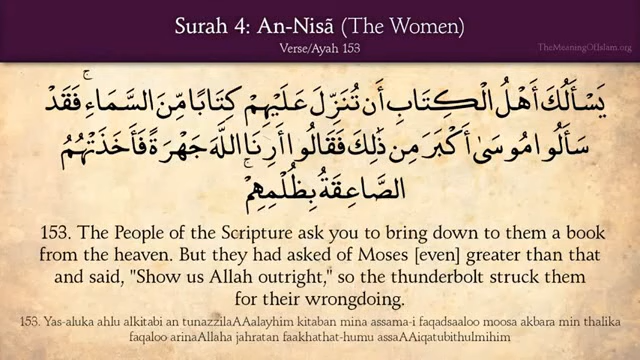 Surah 4: An-Nisã (The Women)
Verse/Ayah 153
TheMeaningOfIslam.org
يَسْأَلُكَ أَهْلُ الْكِتَابِ أَن تُنَزِّلَ عَلَيْهِمْ كِتَابًا مِّنَ السَّمَاءِ ۚ فَقَدْ
سَأَلُوا مُوسَىٰ أَكْبَرَ مِن ذَٰلِكَ فَقَالُوا أَرِنَا اللَّهَ جَهْرَةً فَأَخَذَتْهُمُ
الصَّاعِقَةُ بِظُلْمِهِمْ ۚ
153. The People of the Scripture ask you to bring down to them a book
from the heaven. But they had asked of Moses [even] greater than that
and said, "Show us Allah outright," so the thunderbolt struck them
for their wrongdoing.
153. Yas-aluka ahlu alkitabi an tunazzilaAAalayhim kitaban mina assama-i faqadsaaloo moosa akbara min thalika
faqaloo arinaAllaha jahratan faakhathat-humu assaAAiqatubithulmihim